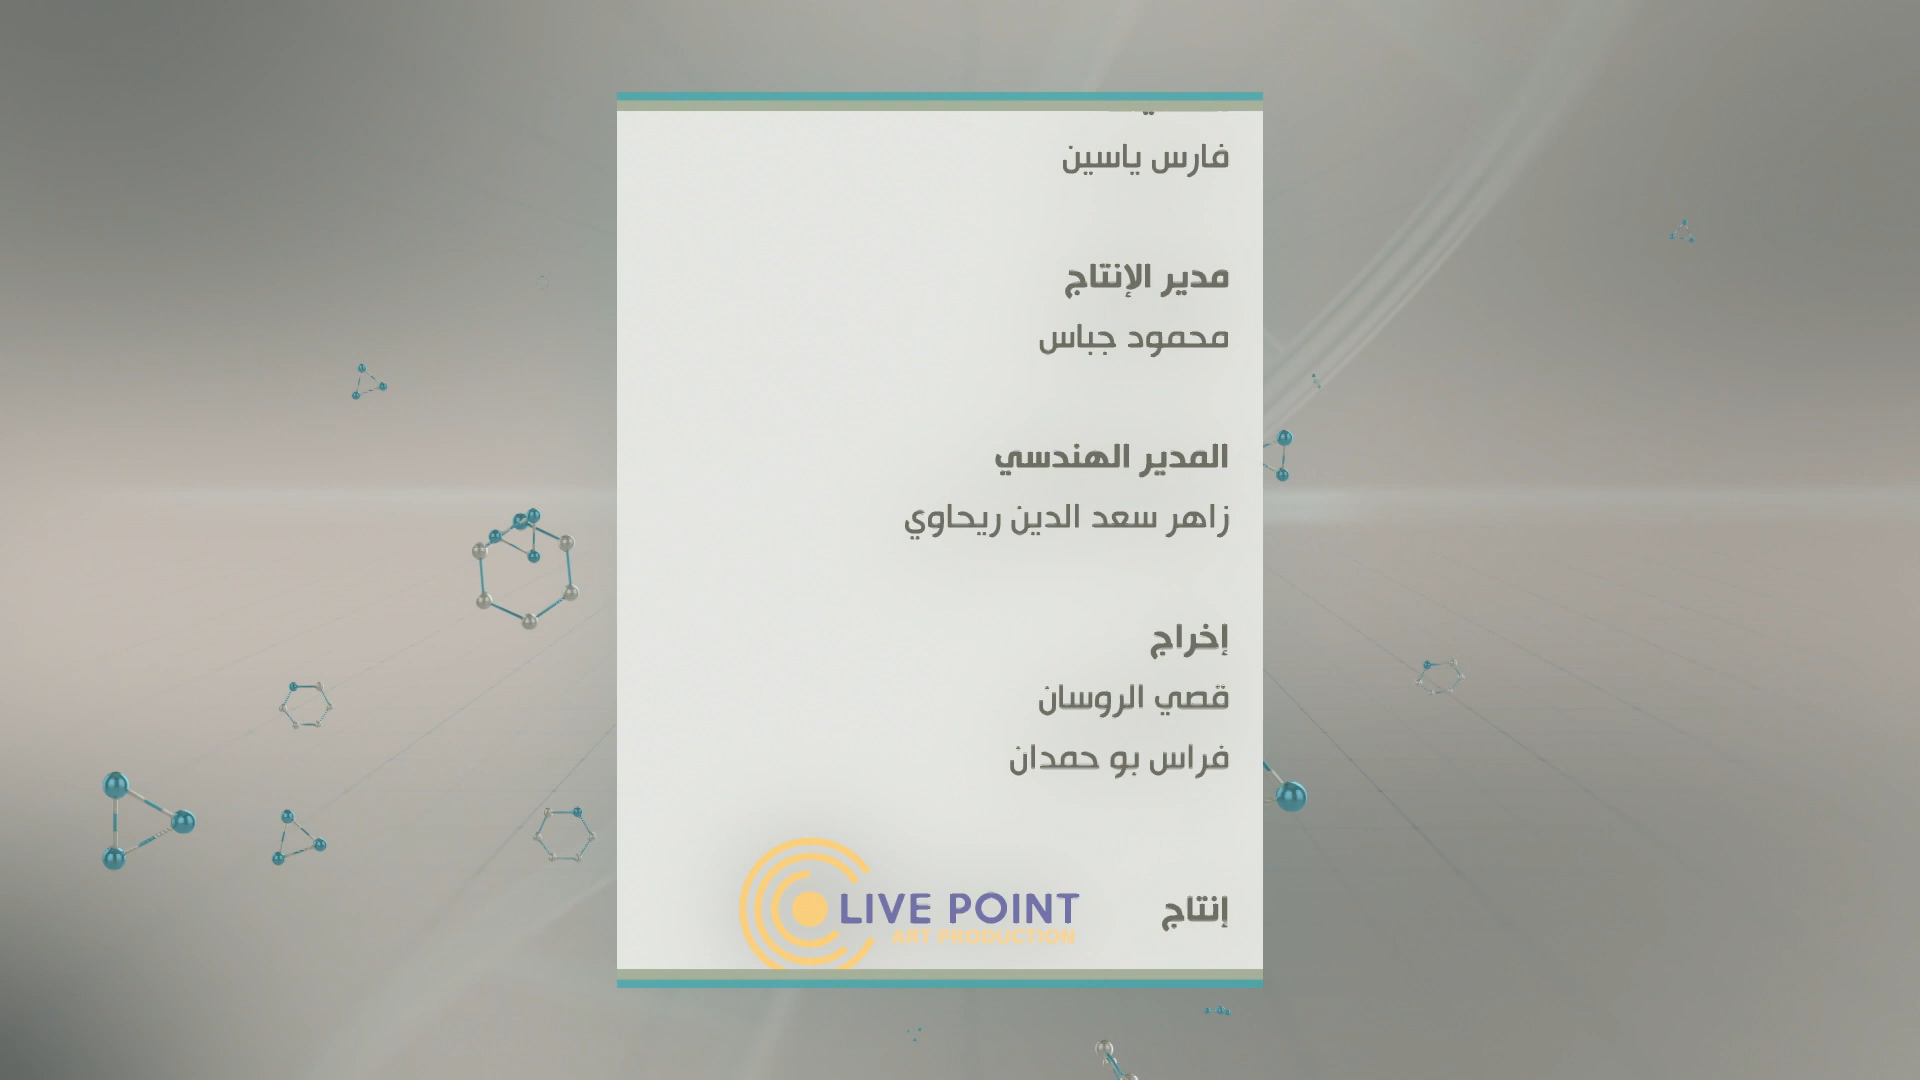 فارس ياسين
مدير الإنتاج
محمود جباس
المدير الهندسي
زاهر سعد الدين ريحاوي
إخراج
قصي الروسان
فراس بو حمدان
إنتاج
LIVE POINT
ART PRODUCTION